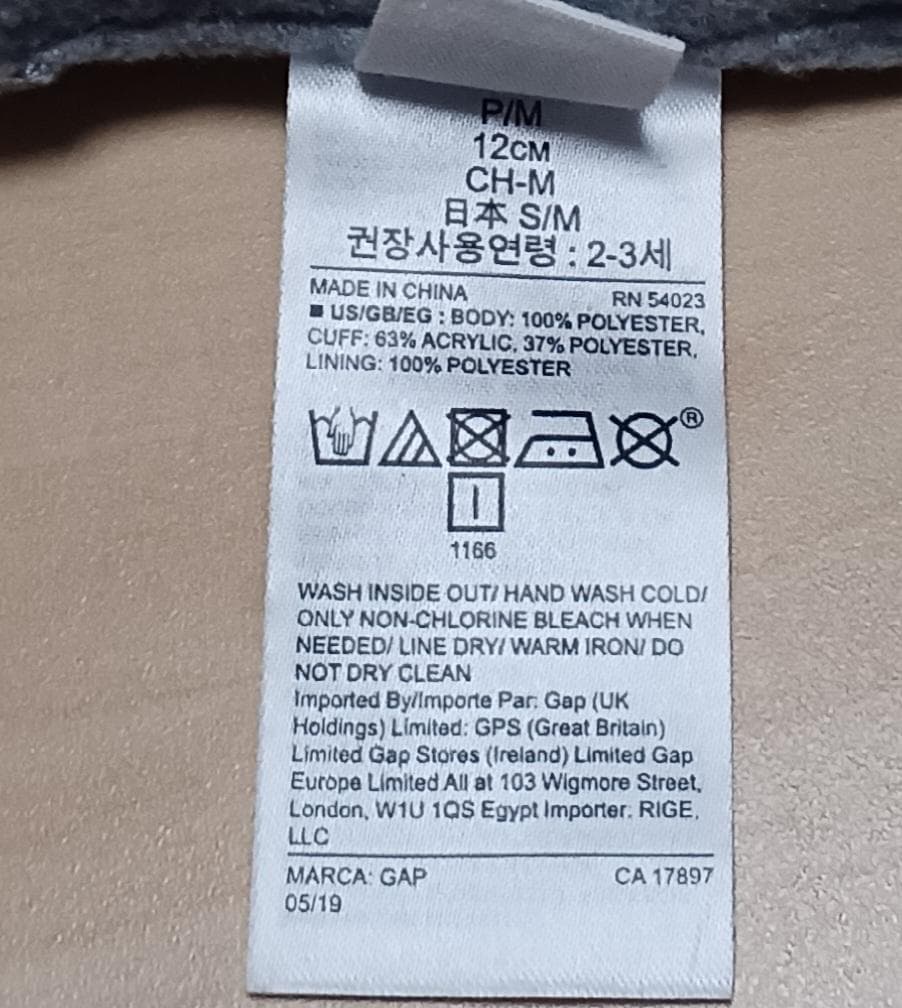 P/M
12CM
CH-M
日本 S/M
권장사용연령 : 2-3세
MADE IN CHINA RN 54023
■ US/GB/EG : BODY: 100% POLYESTER,
CUFF: 63% ACRYLIC, 37% POLYESTER,
LINING: 100% POLYESTER
®
1166
WASH INSIDE OUT/ HAND WASH COLD/
ONLY NON-CHLORINE BLEACH WHEN
NEEDED/ LINE DRY/ WARM IRON/ DO
NOT DRY CLEAN
Imported By/Importe Par: Gap (UK
Holdings) Limited: GPS (Great Britain)
Limited Gap Stores (Ireland) Limited Gap
Europe Limited All at 103 Wigmore Street,
London, W1U 1QS Egypt Importer: RIGE,
LLC
MARCA: GAP CA 17897
05/19